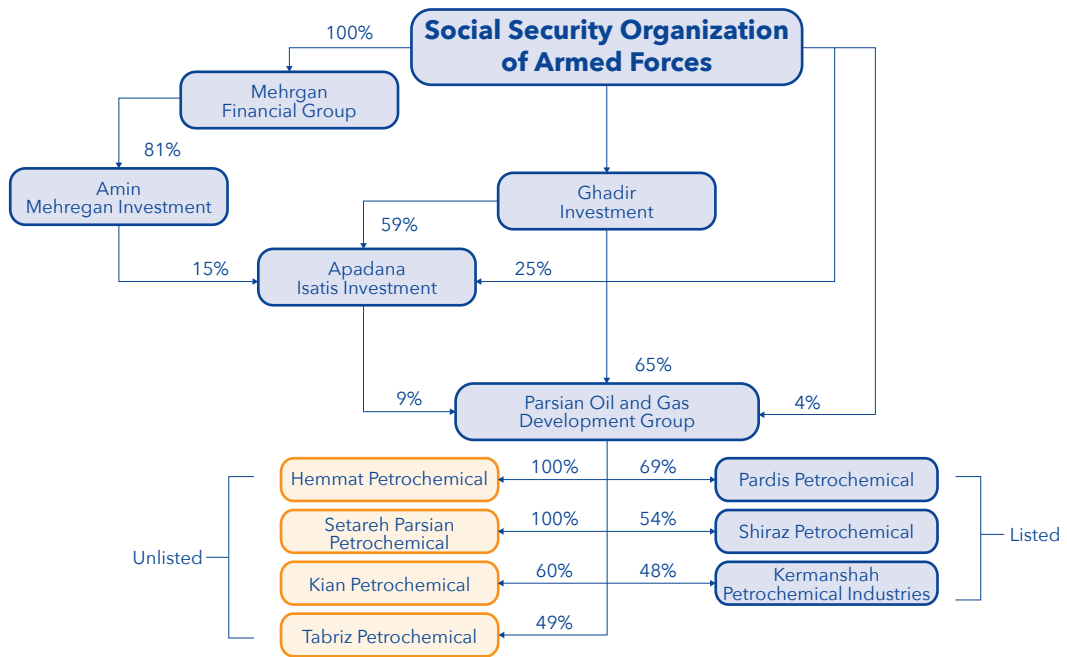 Social Security Organization
of Armed Forces
100%
Mehrgan
Financial Group
81%
Amin
Mehregan Investment
Ghadir
Investment
59%
15%
Apadana
Isatis Investment
25%
65%
9%
Parsian Oil and Gas
Development Group
4%
Hemmat Petrochemical
100%
69%
Pardis Petrochemical
Setareh Parsian
Petrochemical
100%
54%
Shiraz Petrochemical
Unlisted
Listed
Kian Petrochemical
60%
48%
Kermanshah
Petrochemical Industries
Tabriz Petrochemical
49%